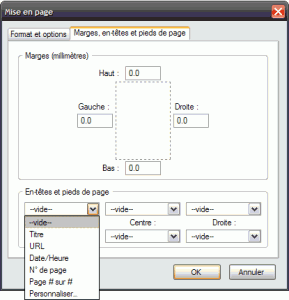 Mise en page
Format et options
Marges, en-têtes et pieds de page
Marges (millimètres)
Haut :
0.0
Gauche :
Droite :
0.0
0.0
Bas :
0.0
En-têtes et pieds de page
--vide--
--vide--
--vide--
--vide--
Centre :
Droite :
Titre
--vide--
--vide--
URL
Date/Heure
N° de page
Page # sur #
Personnaliser...
OK
Annuler